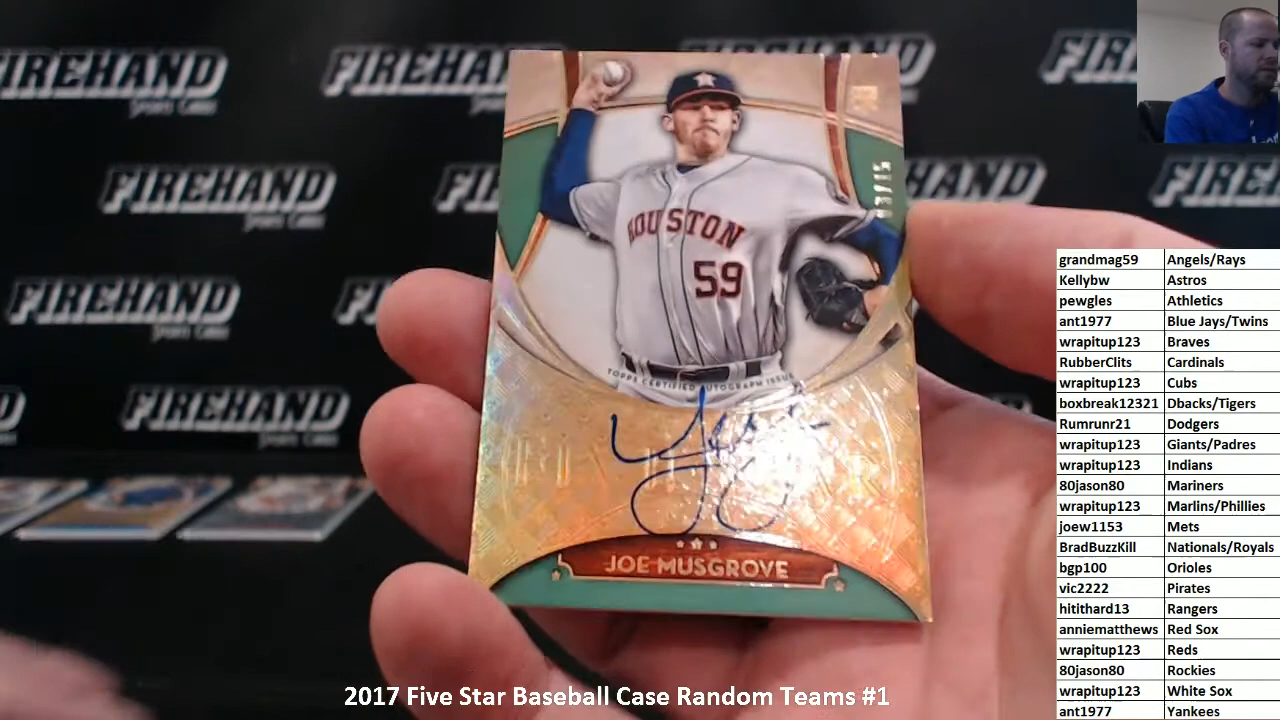 FIREHAND
SPORTS CARDS
FIREHAND
FIREHAND
FIREHAND
FIREHAND
FIREHAND
HOUSTON
59
TOPPS CERTIFIED AUTOGRAPH ISSUE
JOE MUSGROVE
2017 Five Star Baseball Case Random Teams #1
grandmag59 Angels/Rays
Kellybw Astros
pewgles Athletics
ant1977 Blue Jays/Twins
wrapitup123 Braves
RubberClits Cardinals
wrapitup123 Cubs
boxbreak12321 Dbacks/Tigers
Rumrunr21 Dodgers
wrapitup123 Giants/Padres
wrapitup123 Indians
80jason80 Mariners
wrapitup123 Marlins/Phillies
joew1153 Mets
BradBuzzKill Nationals/Royals
bgp100 Orioles
vic2222 Pirates
hitithard13 Rangers
anniematthews Red Sox
wrapitup123 Reds
80jason80 Rockies
wrapitup123 White Sox
ant1977 Yankees